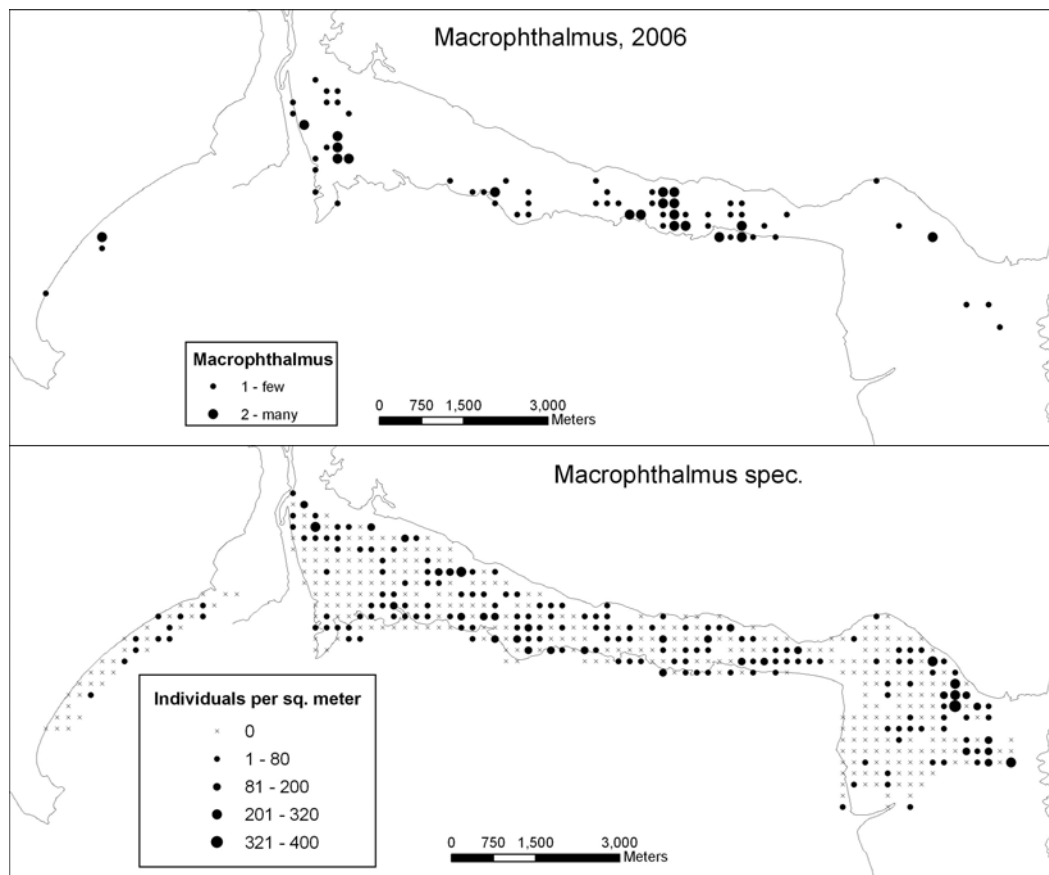 Macrophthalmus, 2006
Macrophthalmus
1 - few
2 - many
0 750 1,500 3,000
Meters
Macrophthalmus spec.
Individuals per sq. meter
0
1 - 80
81 - 200
201 - 320
321 - 400
0 750 1,500 3,000
Meters